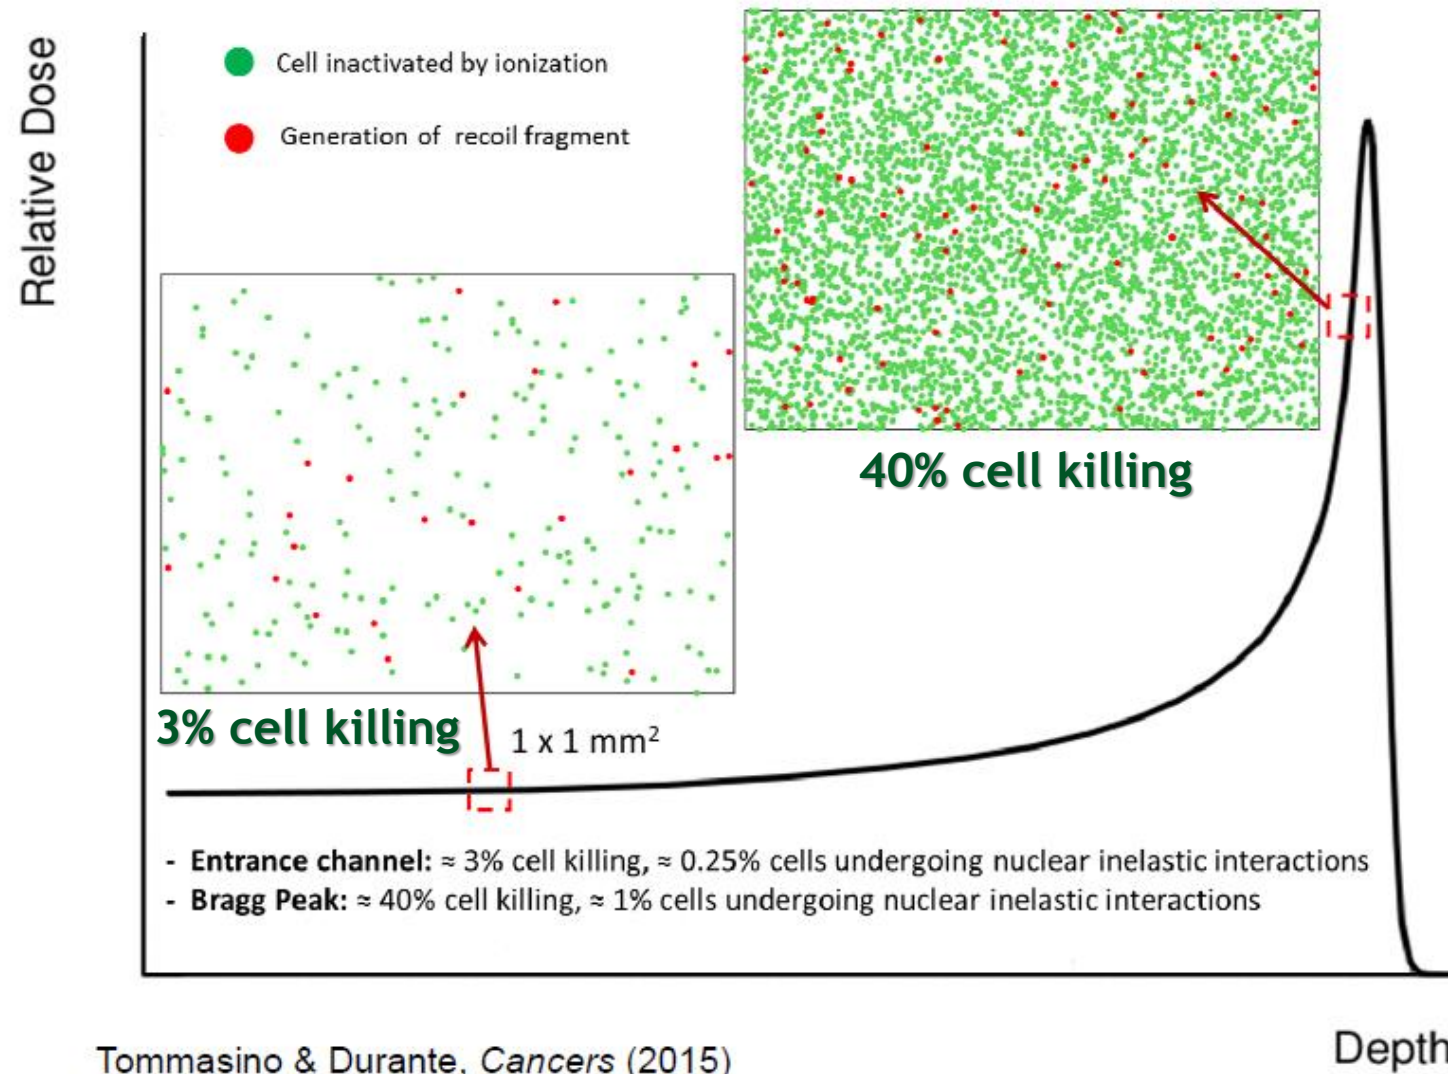 Relative Dose
Cell inactivated by ionization
Generation of recoil fragment
40% cell killing
3% cell killing
1 x 1 mm²
- Entrance channel: ≈ 3% cell killing, ≈ 0.25% cells undergoing nuclear inelastic interactions
- Bragg Peak: ≈ 40% cell killing, ≈ 1% cells undergoing nuclear inelastic interactions
Depth
Tommasino & Durante, Cancers (2015)